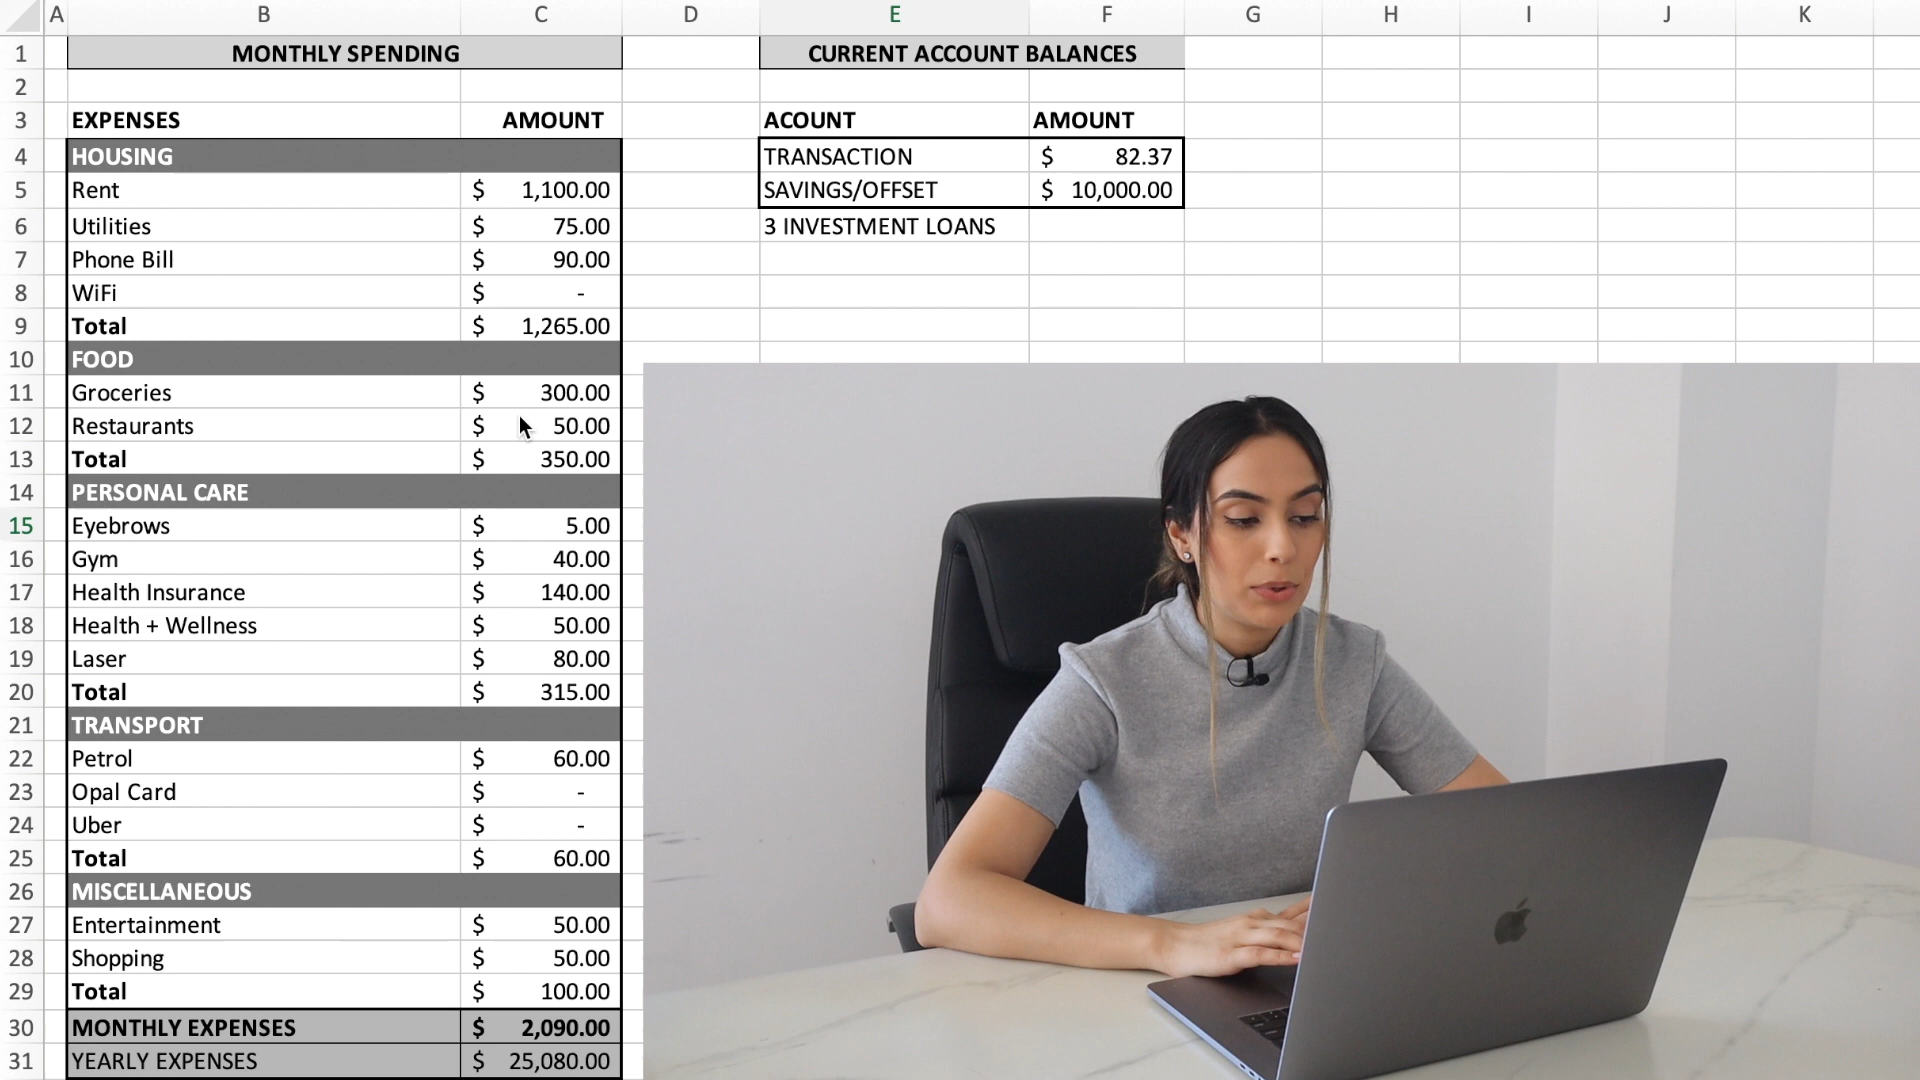 A B C D E F G H I J K
1 MONTHLY SPENDING CURRENT ACCOUNT BALANCES
2
3 EXPENSES AMOUNT ACOUNT AMOUNT
4 HOUSING TRANSACTION $ 82.37
5 Rent $ 1,100.00 SAVINGS/OFFSET $ 10,000.00
6 Utilities $ 75.00 3 INVESTMENT LOANS
7 Phone Bill $ 90.00
8 WiFi $ -
9 Total $ 1,265.00
10 FOOD
11 Groceries $ 300.00
12 Restaurants $ 50.00
13 Total $ 350.00
14 PERSONAL CARE
15 Eyebrows $ 5.00
16 Gym $ 40.00
17 Health Insurance $ 140.00
18 Health + Wellness $ 50.00
19 Laser $ 80.00
20 Total $ 315.00
21 TRANSPORT
22 Petrol $ 60.00
23 Opal Card $ -
24 Uber $ -
25 Total $ 60.00
26 MISCELLANEOUS
27 Entertainment $ 50.00
28 Shopping $ 50.00
29 Total $ 100.00
30 MONTHLY EXPENSES $ 2,090.00
31 YEARLY EXPENSES $ 25,080.00